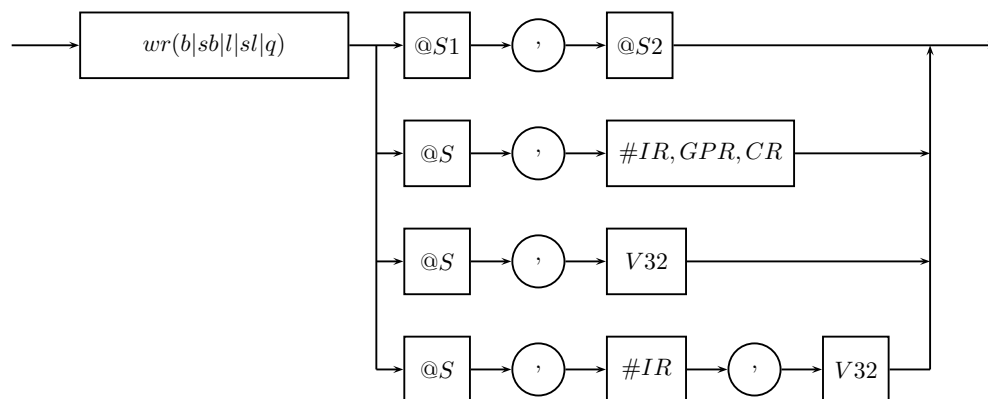 wr(b|sb|l|sl|q) @S1 , @S2
@S , #IR, GPR, CR
@S , V32
@S , #IR , V32